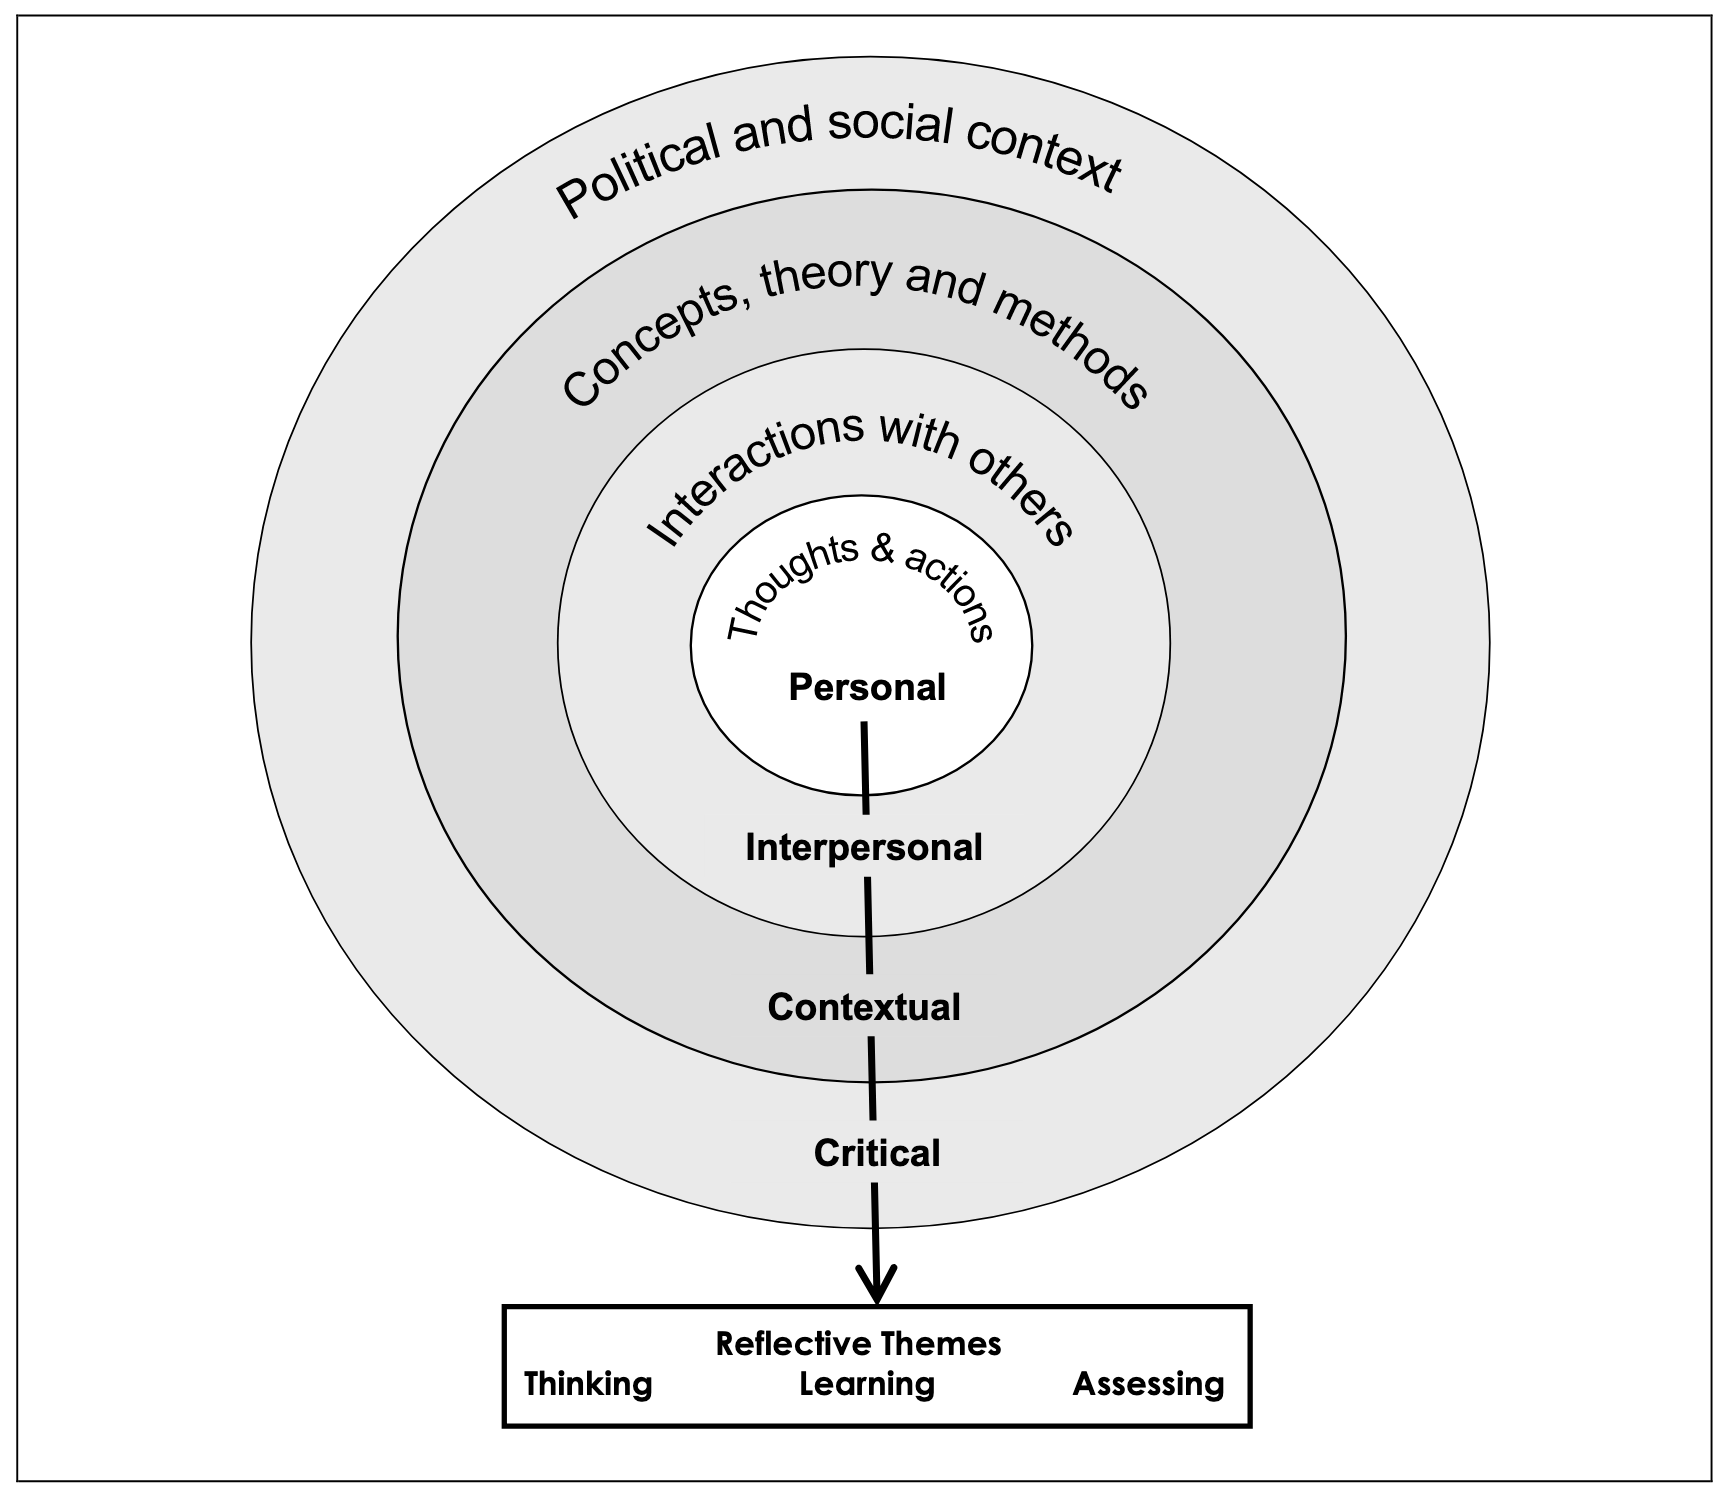 Political and social context
Concepts, theory and methods
Interactions with others
Thoughts & actions
Personal
Interpersonal
Contextual
Critical
Reflective Themes
Thinking Learning Assessing